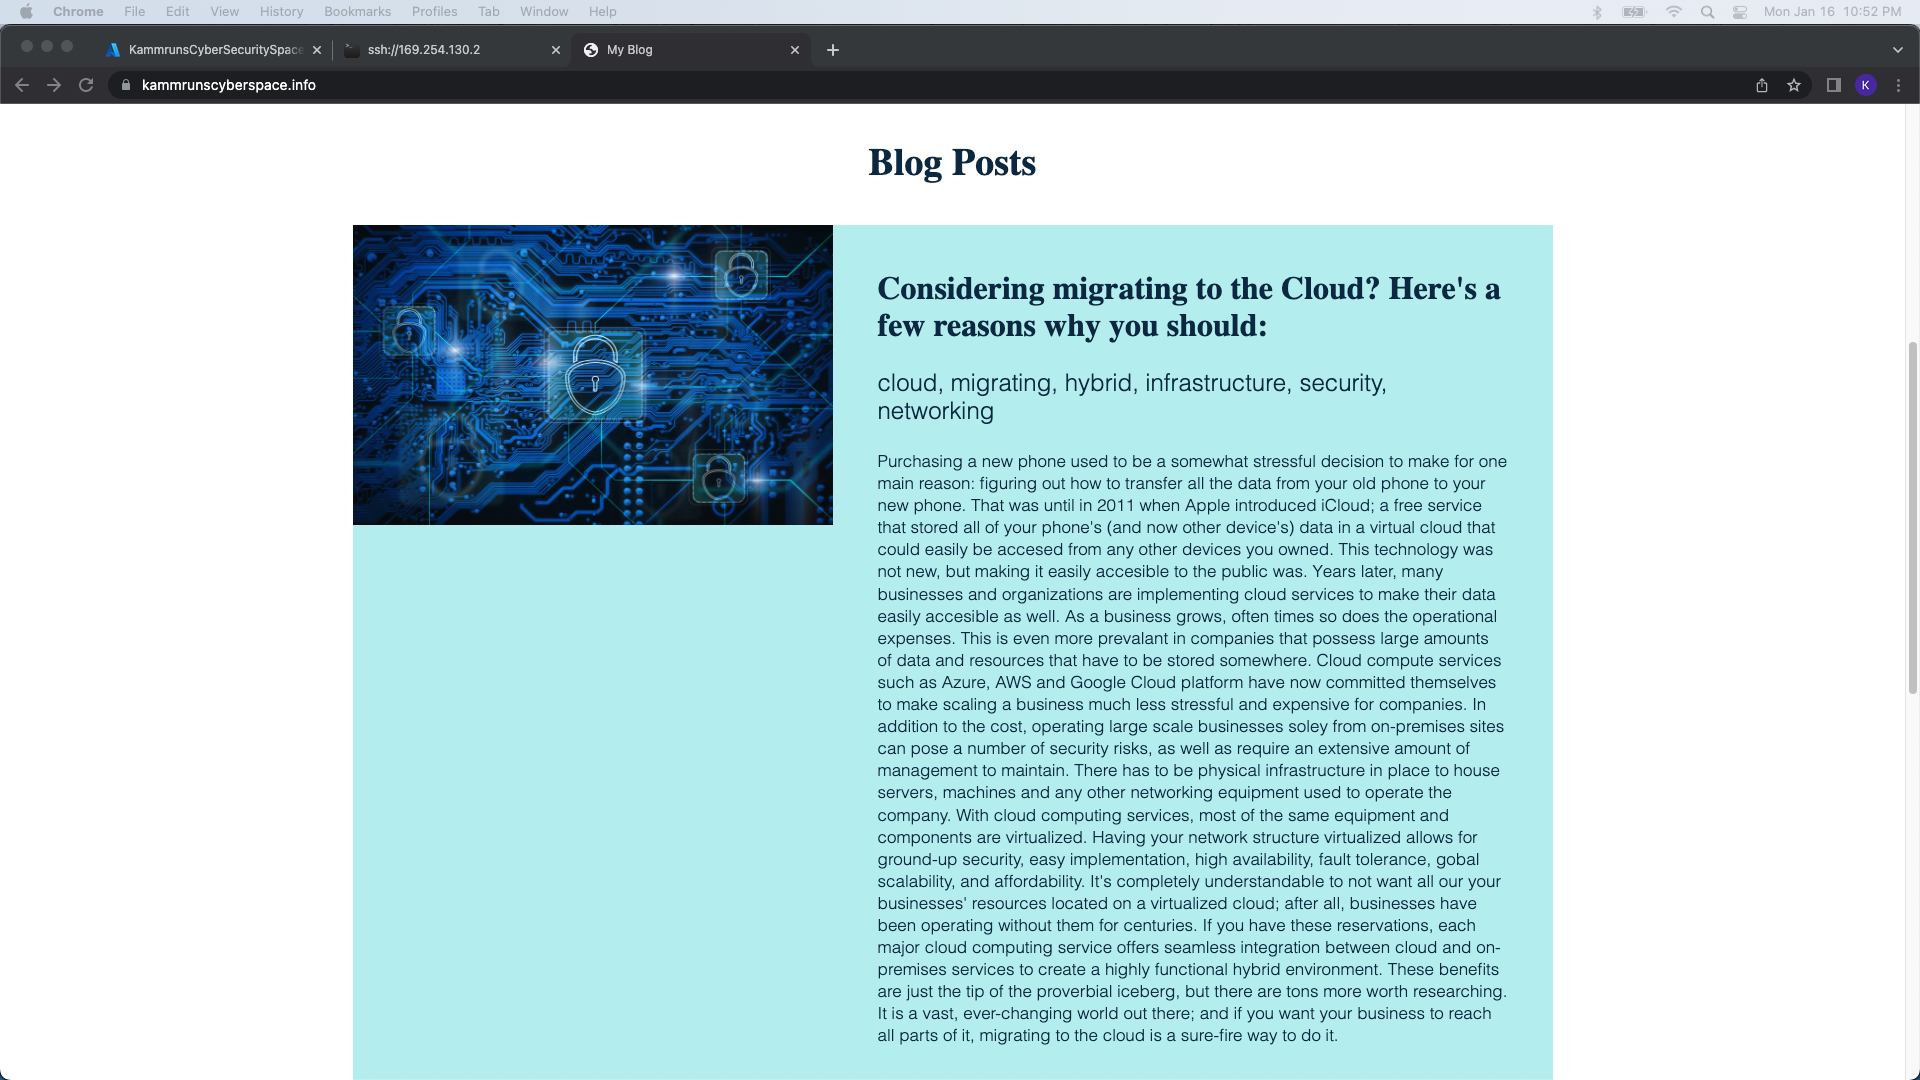 Chrome File Edit View History Bookmarks Profiles Tab Window Help Mon Jan 16 10:52 PM
KammrunsCyberSecuritySpace ssh://169.254.130.2 My Blog
kammrunscyberspace.info K
Blog Posts
Considering migrating to the Cloud? Here's a
few reasons why you should:
cloud, migrating, hybrid, infrastructure, security,
networking
Purchasing a new phone used to be a somewhat stressful decision to make for one
main reason: figuring out how to transfer all the data from your old phone to your
new phone. That was until in 2011 when Apple introduced iCloud; a free service
that stored all of your phone's (and now other device's) data in a virtual cloud that
could easily be accesed from any other devices you owned. This technology was
not new, but making it easily accesible to the public was. Years later, many
businesses and organizations are implementing cloud services to make their data
easily accesible as well. As a business grows, often times so does the operational
expenses. This is even more prevalant in companies that possess large amounts
of data and resources that have to be stored somewhere. Cloud compute services
such as Azure, AWS and Google Cloud platform have now committed themselves
to make scaling a business much less stressful and expensive for companies. In
addition to the cost, operating large scale businesses soley from on-premises sites
can pose a number of security risks, as well as require an extensive amount of
management to maintain. There has to be physical infrastructure in place to house
servers, machines and any other networking equipment used to operate the
company. With cloud computing services, most of the same equipment and
components are virtualized. Having your network structure virtualized allows for
ground-up security, easy implementation, high availability, fault tolerance, gobal
scalability, and affordability. It's completely understandable to not want all our your
businesses' resources located on a virtualized cloud; after all, businesses have
been operating without them for centuries. If you have these reservations, each
major cloud computing service offers seamless integration between cloud and on-
premises services to create a highly functional hybrid environment. These benefits
are just the tip of the proverbial iceberg, but there are tons more worth researching.
It is a vast, ever-changing world out there; and if you want your business to reach
all parts of it, migrating to the cloud is a sure-fire way to do it.